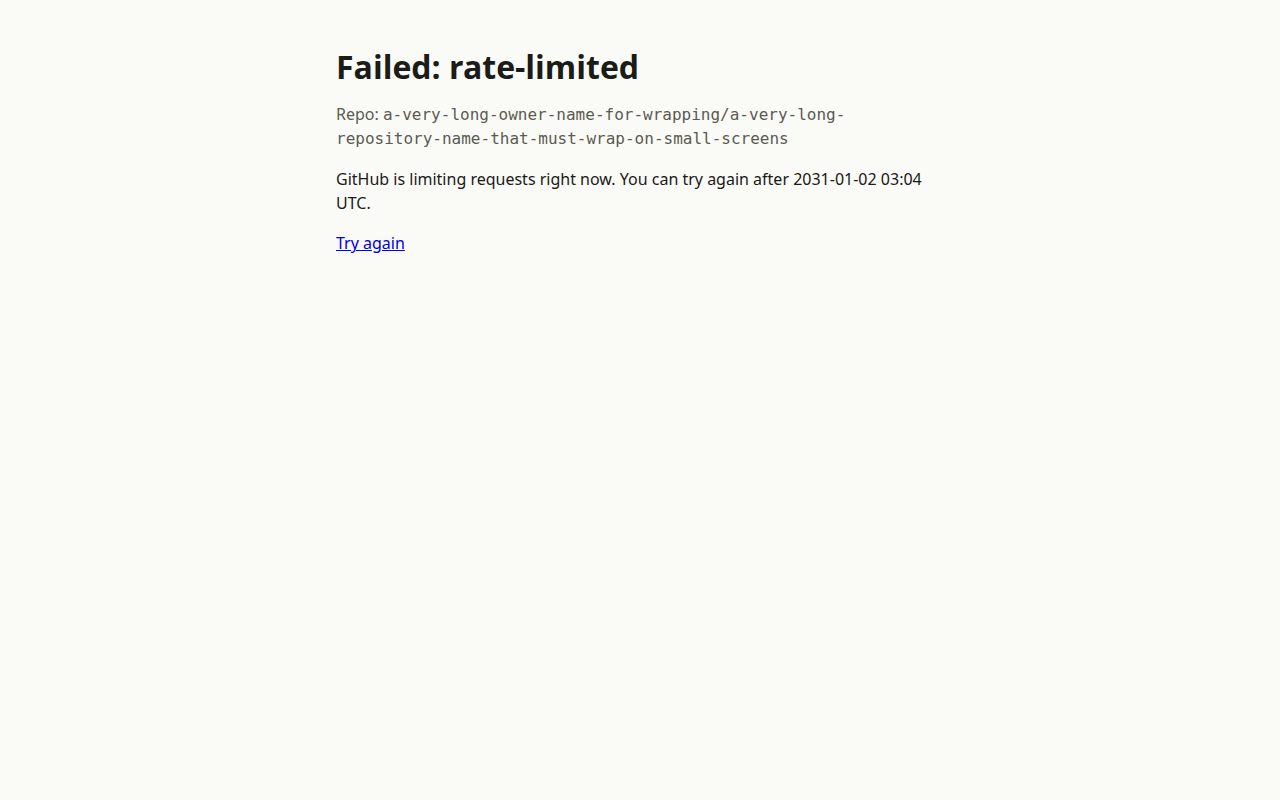 Failed: rate-limited
Repo: a-very-long-owner-name-for-wrapping/a-very-long-
repository-name-that-must-wrap-on-small-screens
GitHub is limiting requests right now. You can try again after 2031-01-02 03:04
UTC.
Try again